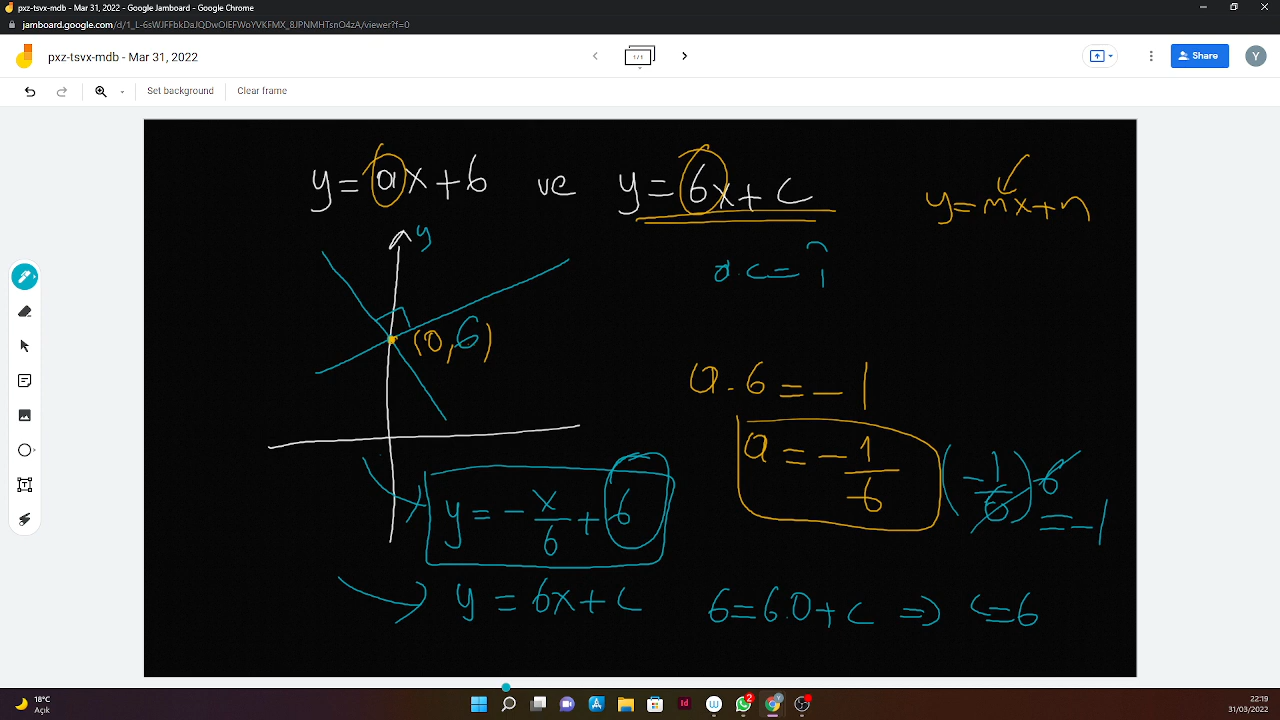 pxz-tsvx-mdb - Mar 31, 2022 - Google Jamboard - Google Chrome
jamboard.google.com/d/1_L-6sWJFFbkDaJQDwOIEFWoYVKFMX_8JPNMHTsnO4zA/viewer?f=0
pxz-tsvx-mdb - Mar 31, 2022
1/1
Share
Y
Set background
Clear frame
y=ax+6 ve y=6x+c
y=mx+n
y
a.c=?
(0,6)
a.6=-1
a=-1/6
(-1/6)6
=-1
y=-x/6+6
y=6x+c
6=6.0+c ⇒ c=6
18°C
Açık
2
22:19
31/03/2022